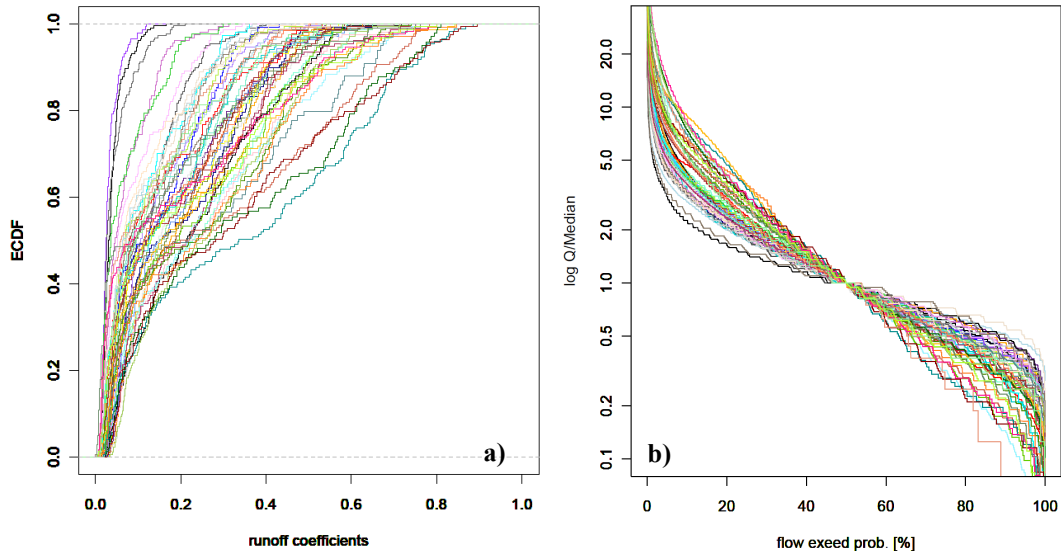 1.0
0.8
0.6
0.4
0.2
0.0
ECDF
0.0 0.2 0.4 0.6 0.8 1.0
runoff coefficients
a)
20.0
10.0
5.0
2.0
1.0
0.5
0.2
0.1
log Q/Median
0 20 40 60 80 100
flow exeed prob. [%]
b)